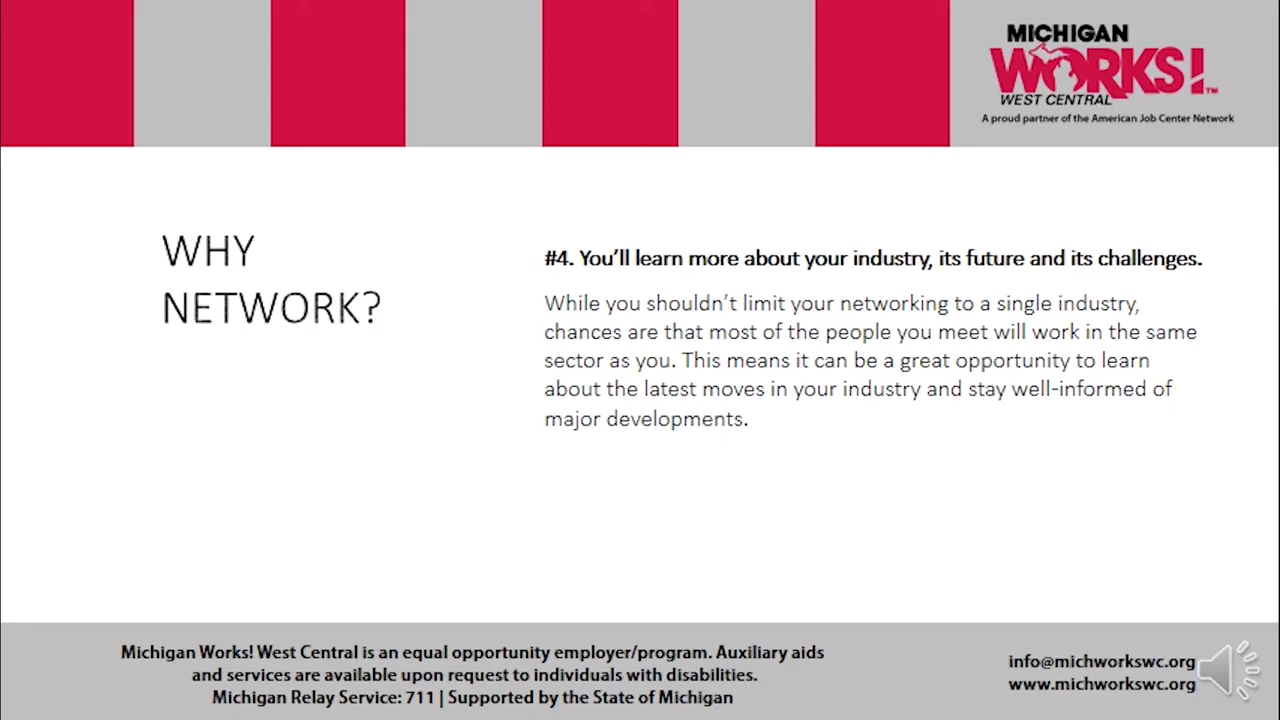 MICHIGAN
WORKS!™
WEST CENTRAL
A proud partner of the American Job Center Network
WHY
NETWORK?
#4. You’ll learn more about your industry, its future and its challenges.
While you shouldn’t limit your networking to a single industry,
chances are that most of the people you meet will work in the same
sector as you. This means it can be a great opportunity to learn
about the latest moves in your industry and stay well-informed of
major developments.
Michigan Works! West Central is an equal opportunity employer/program. Auxiliary aids
and services are available upon request to individuals with disabilities.
Michigan Relay Service: 711 | Supported by the State of Michigan
info@michworkswc.org
www.michworkswc.org